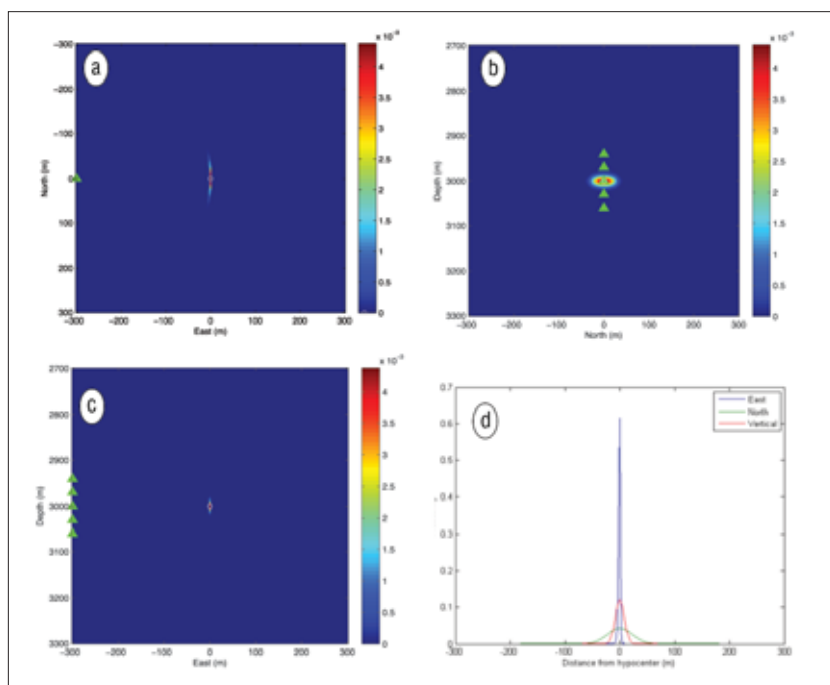 a
x 10⁻³
-300
-200
-100
0
100
200
300
North (m)
-300 -200 -100 0 100 200 300
East (m)
4
3.5
3
2.5
2
1.5
1
0.5
0
b
x 10⁻³
2700
2800
2900
3000
3100
3200
3300
Depth (m)
-300 -200 -100 0 100 200 300
North (m)
4
3.5
3
2.5
2
1.5
1
0.5
0
c
x 10⁻³
2700
2800
2900
3000
3100
3200
3300
Depth (m)
-300 -200 -100 0 100 200 300
East (m)
4
3.5
3
2.5
2
1.5
1
0.5
0
d
0.7
0.6
0.5
0.4
0.3
0.2
0.1
0
-300 -200 -100 0 100 200 300
Distance from hypocenter (m)
East
North
Vertical